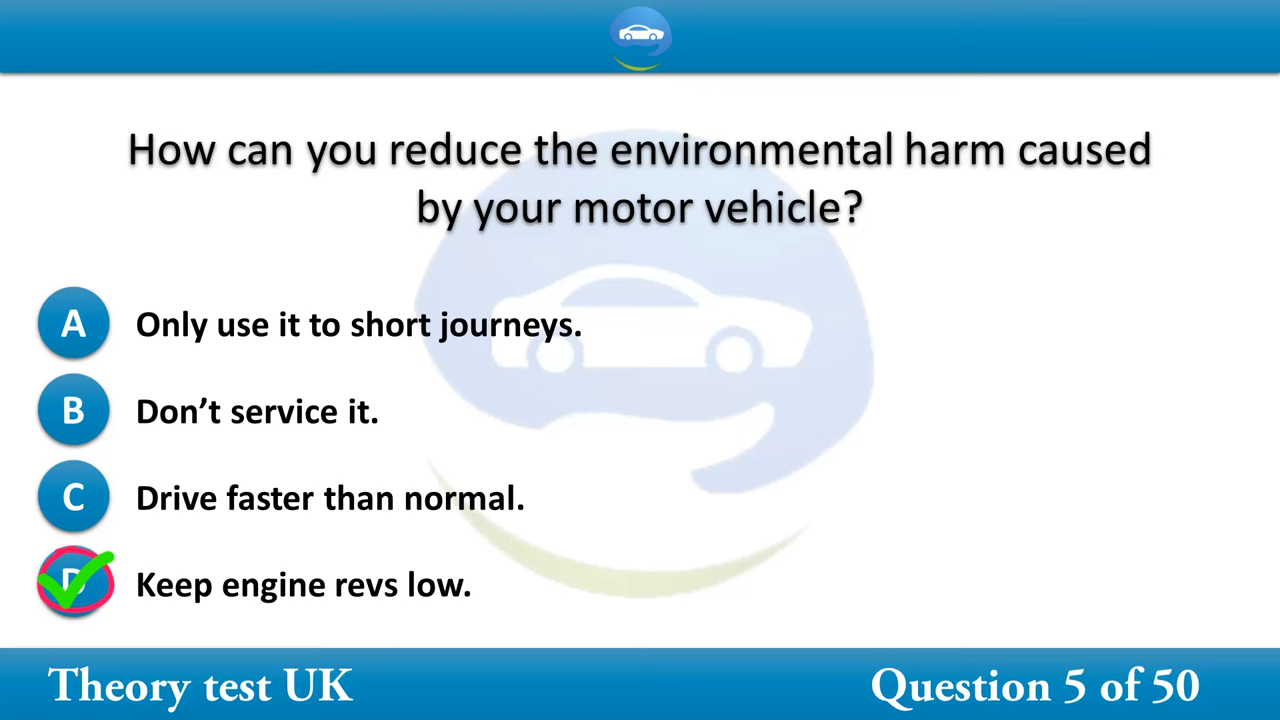 How can you reduce the environmental harm caused
by your motor vehicle?
A Only use it to short journeys.
B Don’t service it.
C Drive faster than normal.
D Keep engine revs low.
Theory test UK Question 5 of 50